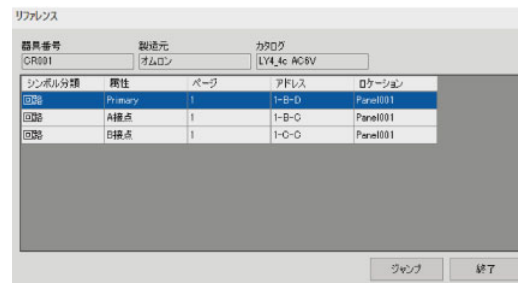 リファレンス
器具番号 製造元 カタログ
CR001 オムロン LY4_4c AC6V
シンボル分類 属性 ページ アドレス ロケーション
回路 Primary 1 1-B-D Panel001
回路 A接点 1 1-B-C Panel001
回路 B接点 1 1-C-C Panel001
ジャンプ 終了